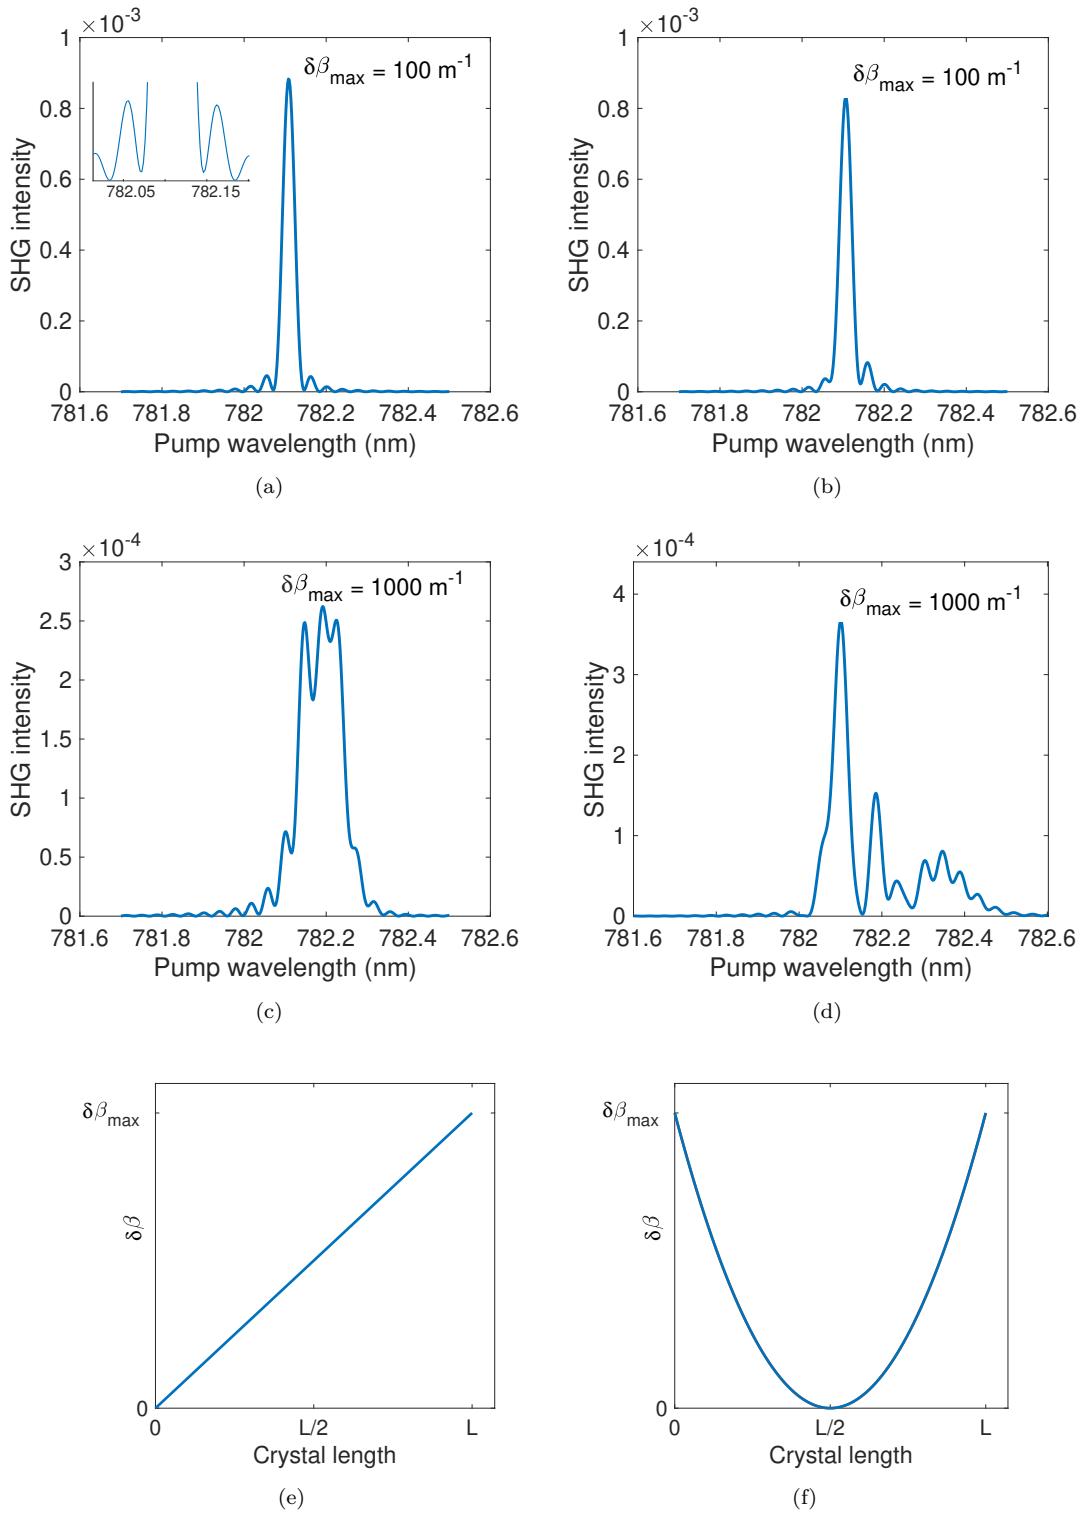 ×10⁻³
1
0.8
0.6
0.4
0.2
0
SHG intensity
δβmax = 100 m⁻¹
782.05 782.15
781.6 781.8 782 782.2 782.4 782.6
Pump wavelength (nm)
(a)
×10⁻³
1
0.8
0.6
0.4
0.2
0
SHG intensity
δβmax = 100 m⁻¹
781.6 781.8 782 782.2 782.4 782.6
Pump wavelength (nm)
(b)
×10⁻⁴
3
2.5
2
1.5
1
0.5
0
SHG intensity
δβmax = 1000 m⁻¹
781.6 781.8 782 782.2 782.4 782.6
Pump wavelength (nm)
(c)
×10⁻⁴
4
3
2
1
0
SHG intensity
δβmax = 1000 m⁻¹
781.6 781.8 782 782.2 782.4 782.6
Pump wavelength (nm)
(d)
δβmax
δβ
0
0 L/2 L
Crystal length
(e)
δβmax
δβ
0
0 L/2 L
Crystal length
(f)